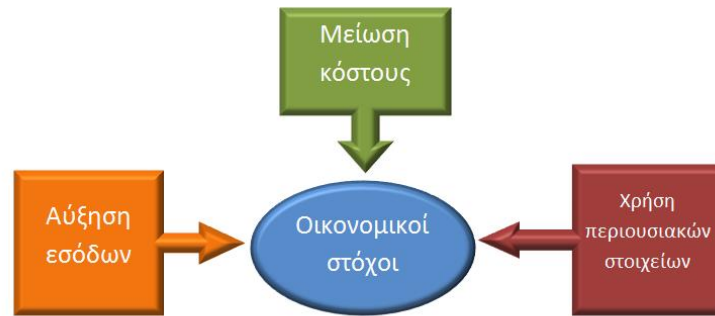 Μείωση
κόστους
Αύξηση
εσόδων
Οικονομικοί
στόχοι
Χρήση
περιουσιακών
στοιχείων